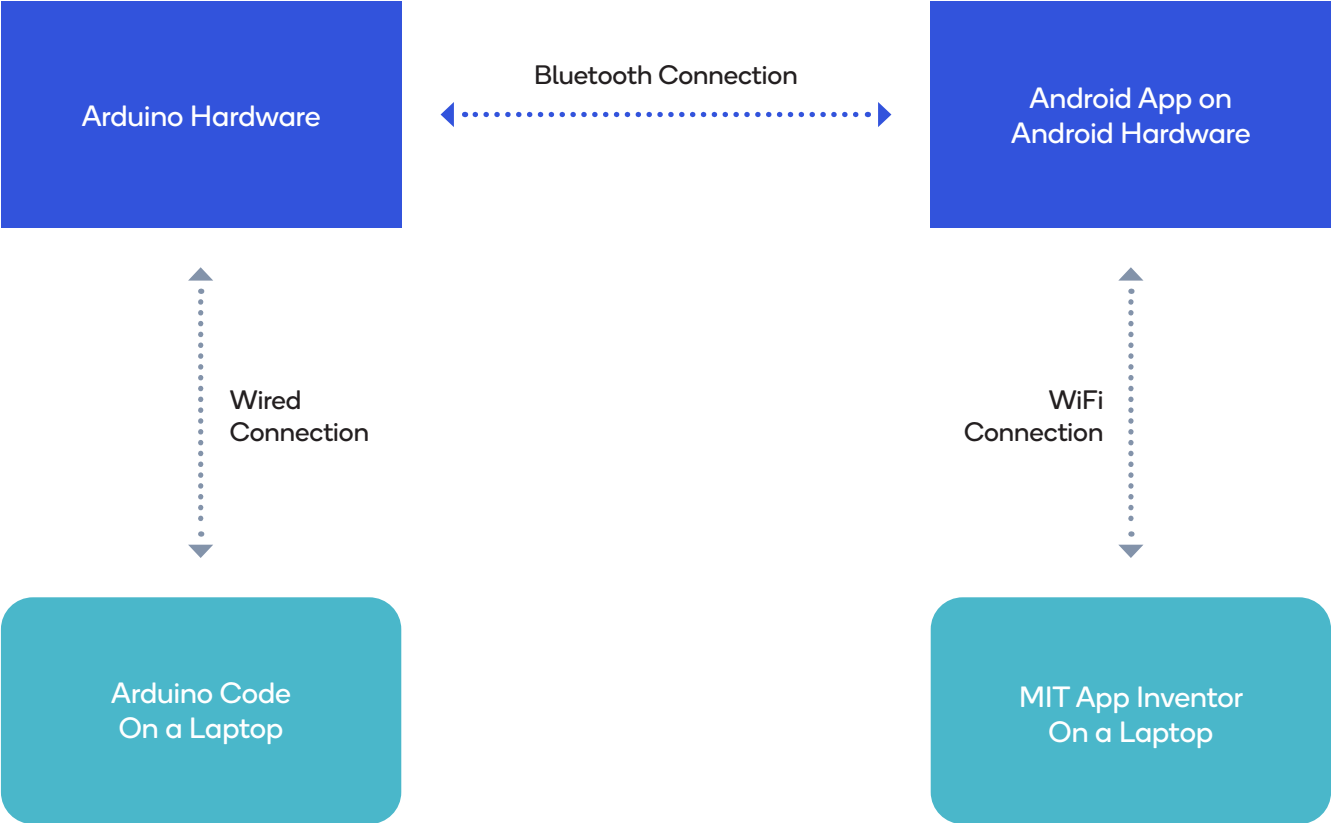 Bluetooth Connection
Arduino Hardware
Android App on
Android Hardware
Wired
Connection
WiFi
Connection
Arduino Code
On a Laptop
MIT App Inventor
On a Laptop